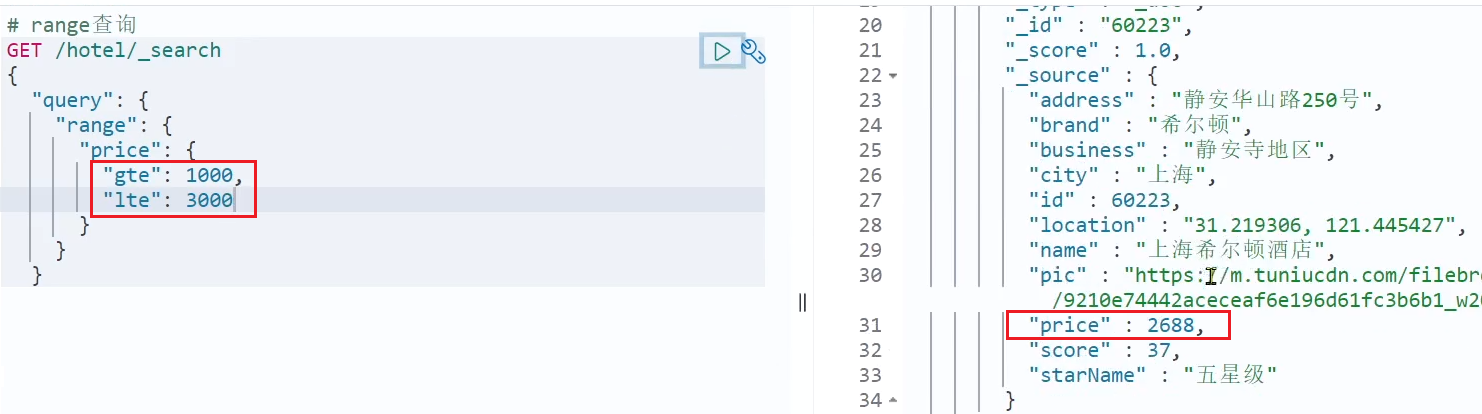 # range查询
GET /hotel/_search
{
"query": {
"range": {
"price": {
"gte": 1000,
"lte": 3000
}
}
}
20 "_id" : "60223",
21 "_score" : 1.0,
22 "_source" : {
23 "address" : "静安华山路250号",
24 "brand" : "希尔顿",
25 "business" : "静安寺地区",
26 "city" : "上海",
27 "id" : 60223,
28 "location" : "31.219306, 121.445427",
29 "name" : "上海希尔顿酒店",
30 "pic" : "https://m.tuniucdn.com/filebr
/9210e74442aceceaf6e196d61fc3b6b1_w2
31 "price" : 2688,
32 "score" : 37,
33 "starName" : "五星级"
34 }